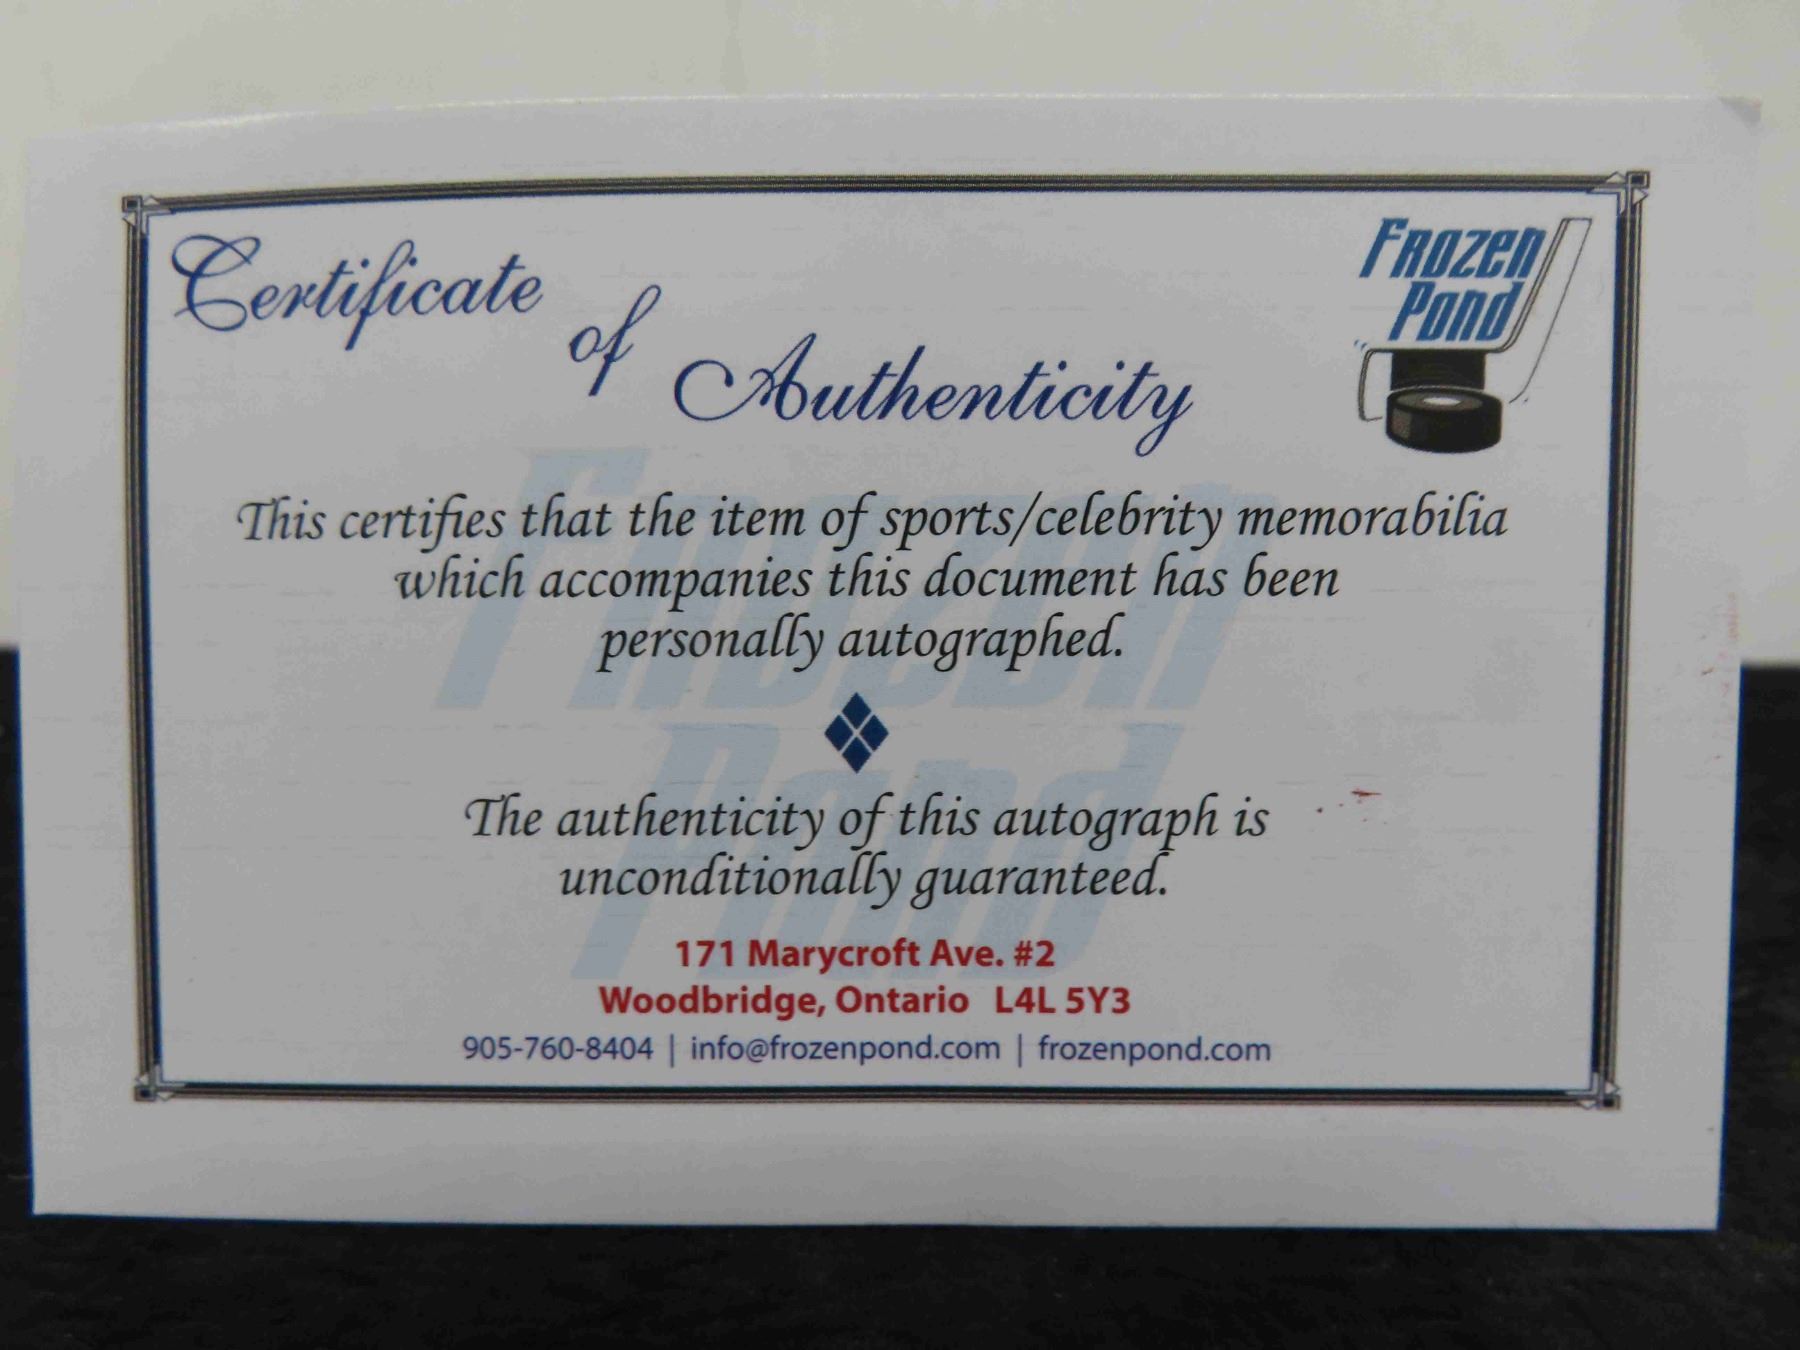 Certificate
of
Authenticity
Frozen
Pond
This certifies that the item of sports/celebrity memorabilia
which accompanies this document has been
personally autographed.
The authenticity of this autograph is
unconditionally guaranteed.
171 Marycroft Ave. #2
Woodbridge, Ontario L4L 5Y3
905-760-8404 | info@frozenpond.com | frozenpond.com
Frozen
Pond